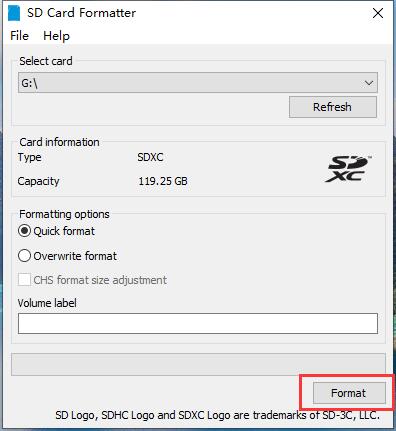 SD Card Formatter
File Help
Select card
G:\
Refresh
Card information
Type SDXC
Capacity 119.25 GB
SD XC TM
Formatting options
Quick format
Overwrite format
CHS format size adjustment
Volume label
Format
SD Logo, SDHC Logo and SDXC Logo are trademarks of SD-3C, LLC.